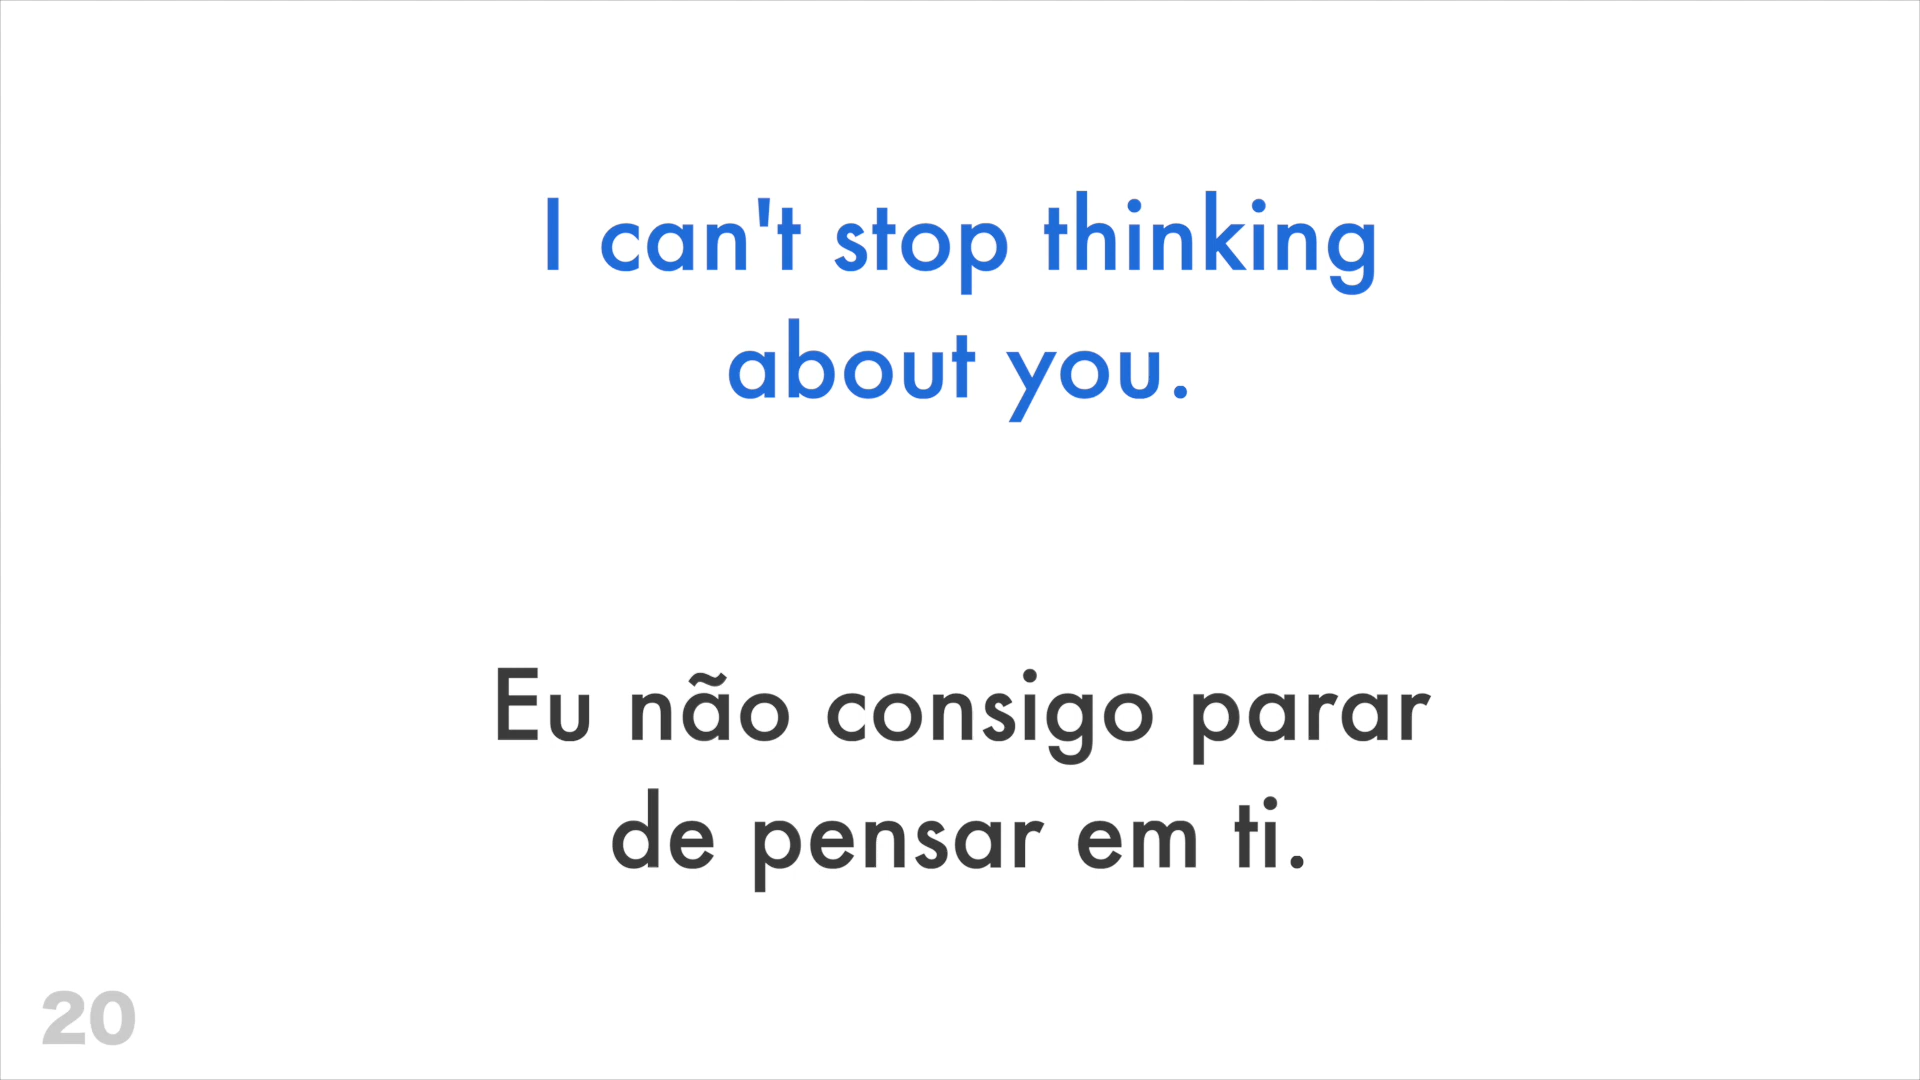 I can't stop thinking
about you.
Eu não consigo parar
de pensar em ti.
20